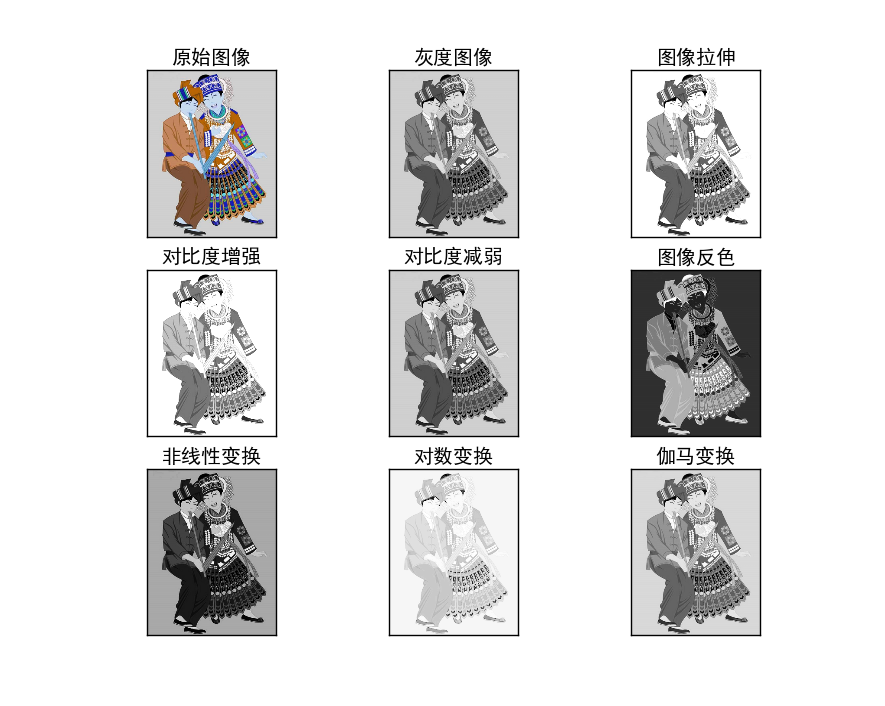 原始图像
灰度图像
图像拉伸
对比度增强
对比度减弱
图像反色
非线性变换
对数变换
伽马变换